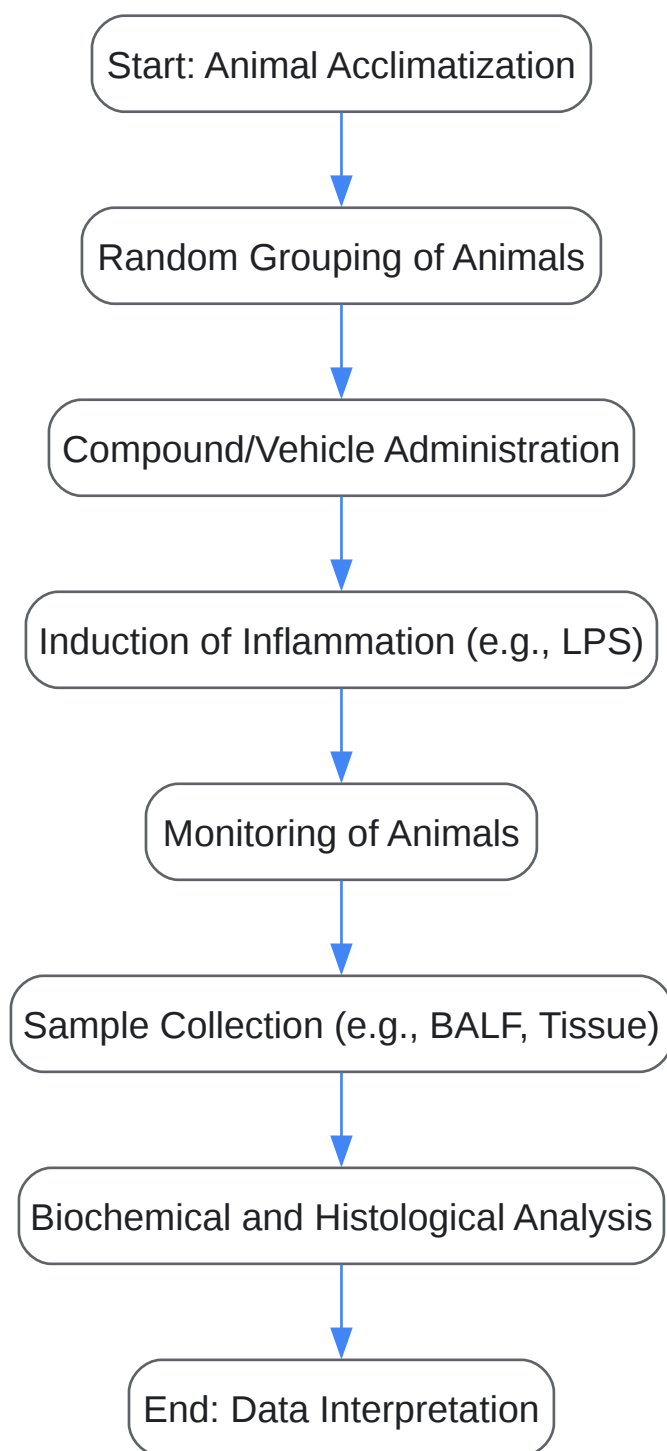 Start: Animal Acclimatization
Random Grouping of Animals
Compound/Vehicle Administration
Induction of Inflammation (e.g., LPS)
Monitoring of Animals
Sample Collection (e.g., BALF, Tissue)
Biochemical and Histological Analysis
End: Data Interpretation